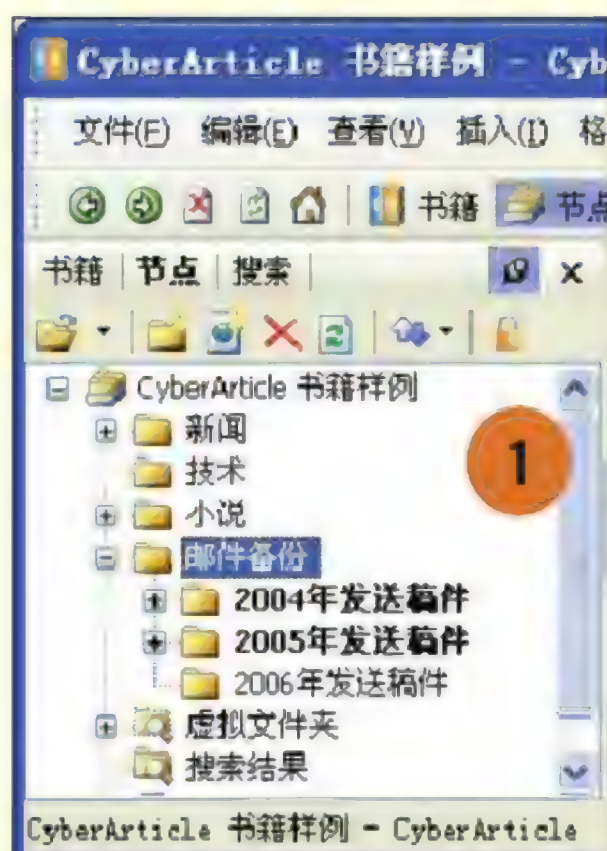 CyberArticle 书籍样例 - Cyb
文件(F) 编辑(E) 查看(V) 插入(I) 格
书籍 节点
书籍 节点 搜索
CyberArticle 书籍样例
新闻
技术
小说
邮件备份
2004年发送稿件
2005年发送稿件
2006年发送稿件
虚拟文件夹
搜索结果
1
CyberArticle 书籍样例 - CyberArticle